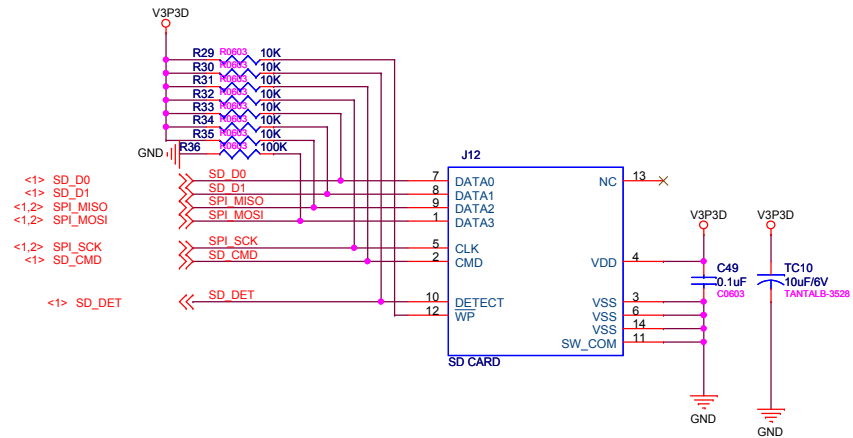 V3P3D
R29 R0603 10K
R30 R0603 10K
R31 R0603 10K
R32 R0603 10K
R33 R0603 10K
R34 R0603 10K
R35 R0603 10K
GND R36 R0603 100K
J12
<1> SD_D0 SD_D0 7 DATA0 NC 13
<1> SD_D1 SD_D1 8 DATA1
<1,2> SPI_MISO SPI_MISO 9 DATA2
<1,2> SPI_MOSI SPI_MOSI 1 DATA3
V3P3D V3P3D
<1,2> SPI_SCK SPI_SCK 5 CLK
<1> SD_CMD SD_CMD 2 CMD VDD 4
C49 TC10
0.1uF 10uF/6V
C0603 TANTALB-3528
<1> SD_DET SD_DET 10 DETECT VSS 3
12 WP VSS 6
VSS 14
SW_COM 11
SD CARD
GND
GND